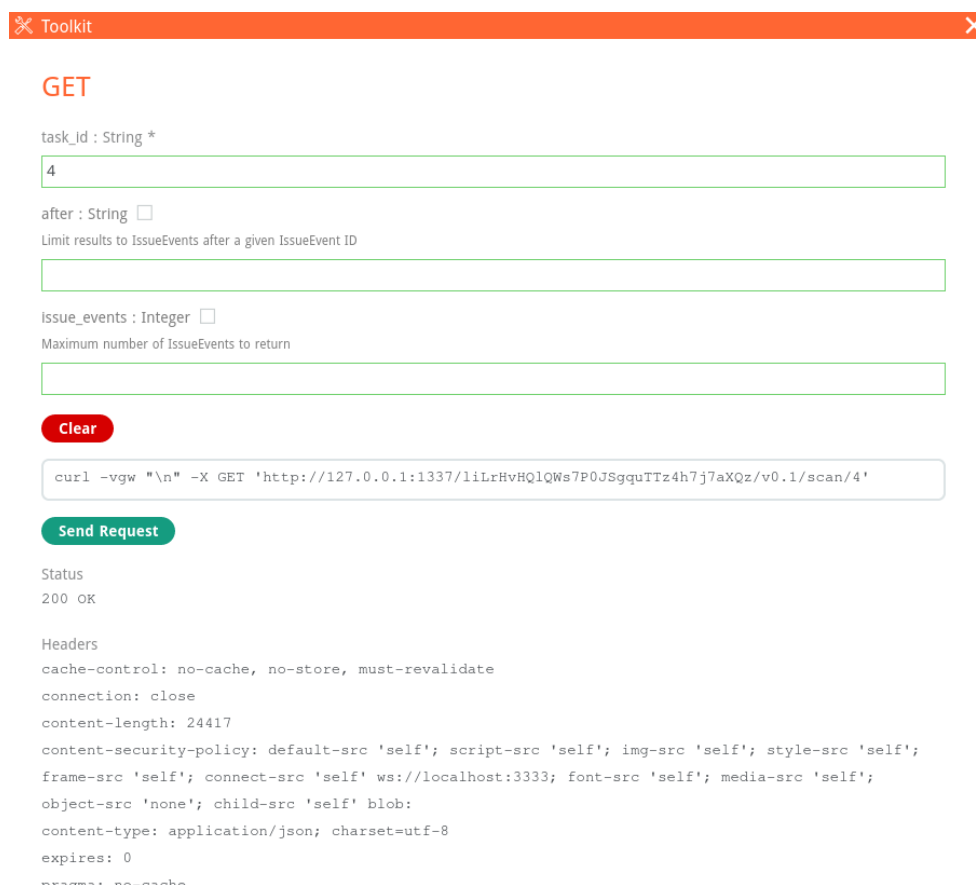 Toolkit
GET
task_id : String *
4
after : String
Limit results to IssueEvents after a given IssueEvent ID
issue_events : Integer
Maximum number of IssueEvents to return
Clear
curl -vgw "\n" -X GET 'http://127.0.0.1:1337/liLrHvHQlQWs7P0JSgquTTz4h7j7aXQz/v0.1/scan/4'
Send Request
Status
200 OK
Headers
cache-control: no-cache, no-store, must-revalidate
connection: close
content-length: 24417
content-security-policy: default-src 'self'; script-src 'self'; img-src 'self'; style-src 'self';
frame-src 'self'; connect-src 'self' ws://localhost:3333; font-src 'self'; media-src 'self';
object-src 'none'; child-src 'self' blob:
content-type: application/json; charset=utf-8
expires: 0
pragma: no-cache